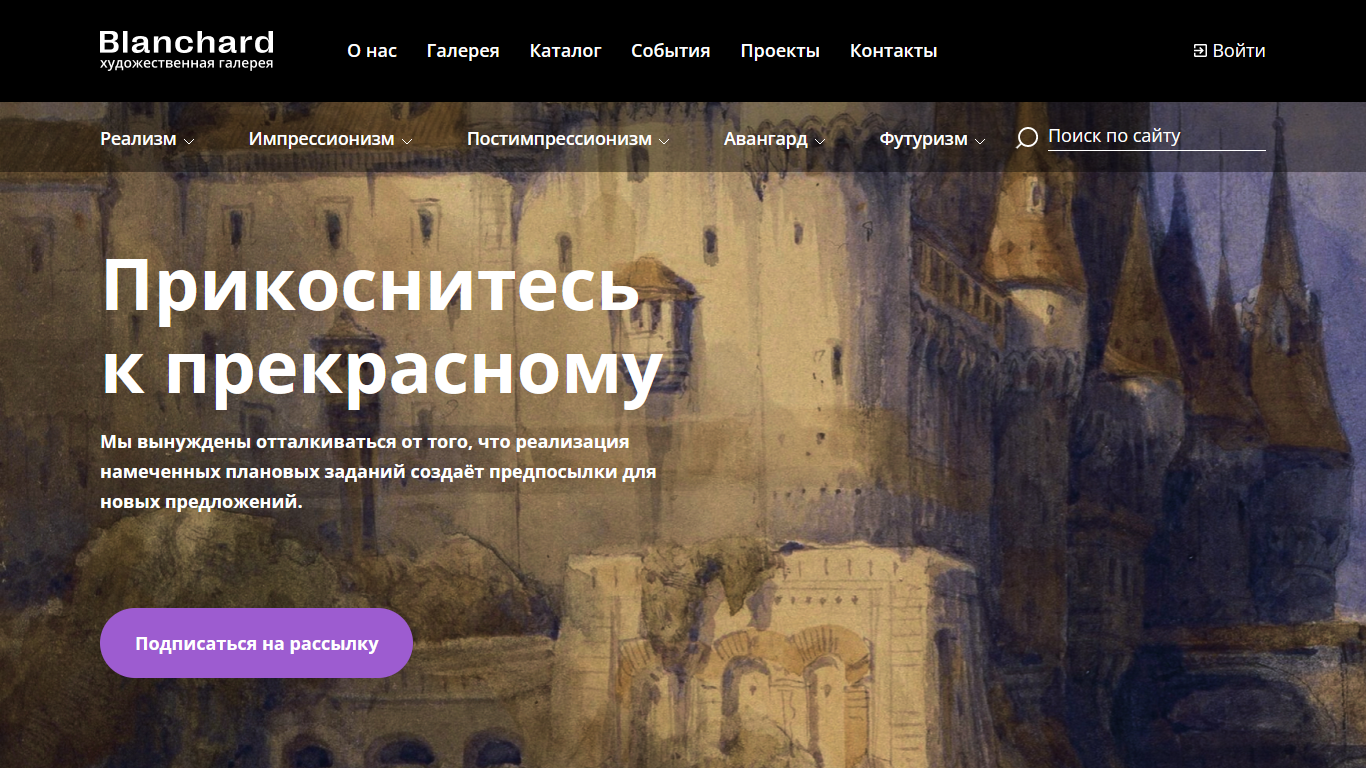 Blanchard
художественная галерея
О нас Галерея Каталог События Проекты Контакты
Войти
Реализм Импрессионизм Постимпрессионизм Авангард Футуризм Поиск по сайту
Прикоснитесь
к прекрасному
Мы вынуждены отталкиваться от того, что реализация
намеченных плановых заданий создаёт предпосылки для
новых предложений.
Подписаться на рассылку